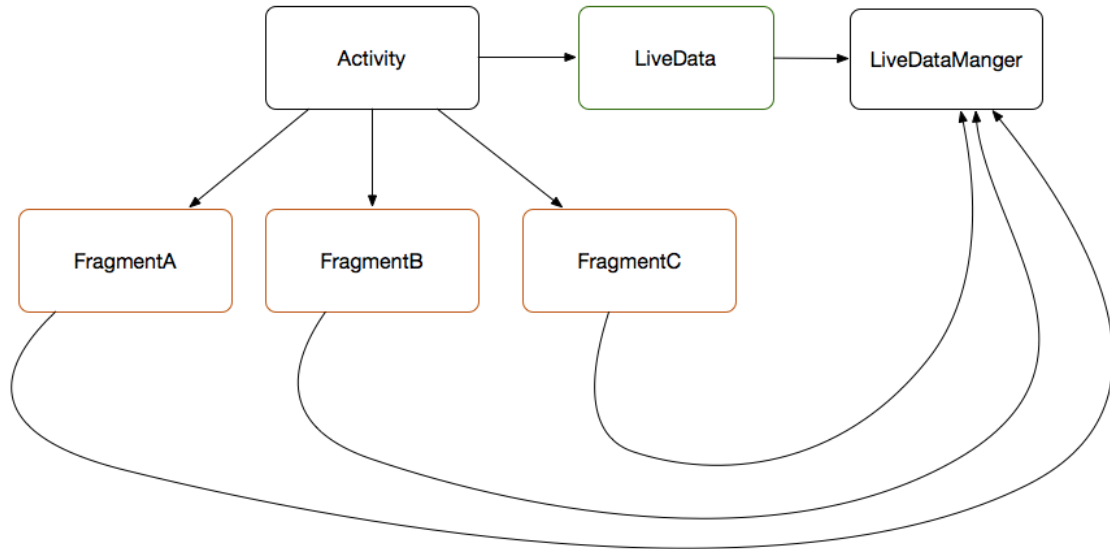 Activity
LiveData
LiveDataManger
FragmentA
FragmentB
FragmentC